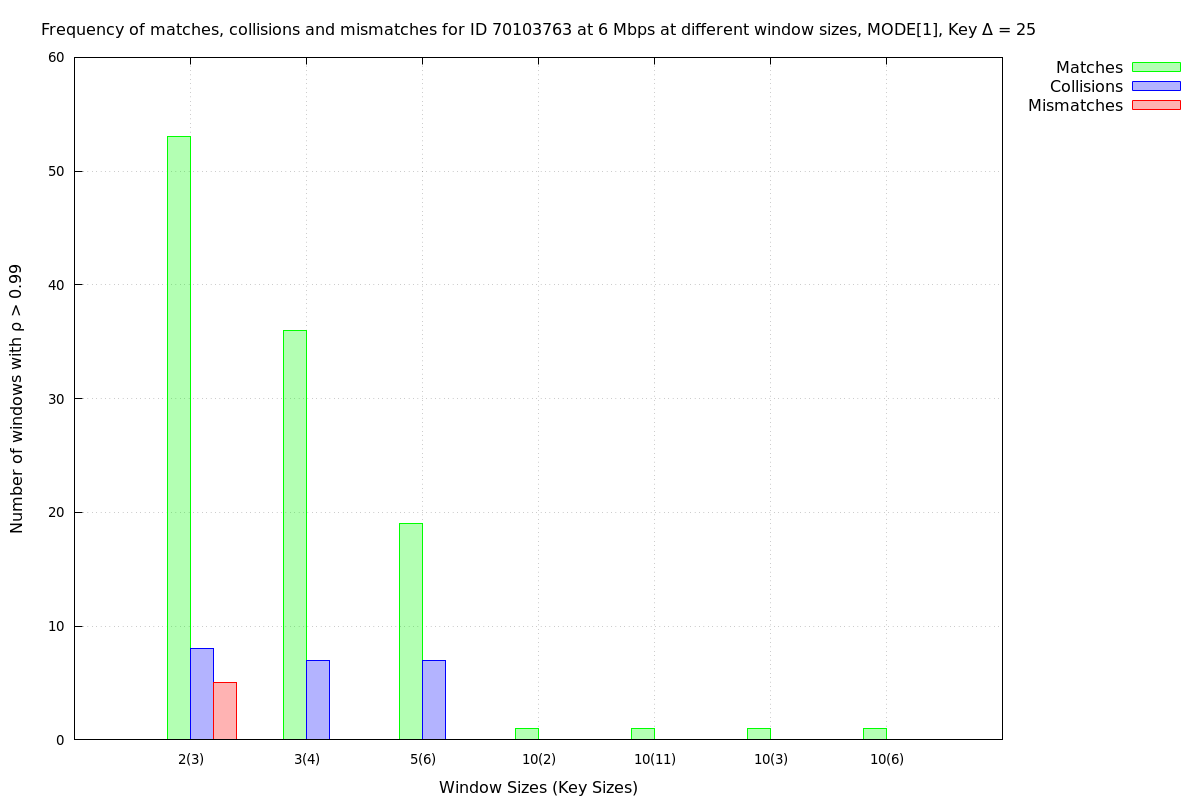 Frequency of matches, collisions and mismatches for ID 70103763 at 6 Mbps at different window sizes, MODE[1], Key Δ = 25
Matches
Collisions
Mismatches
Number of windows with ρ > 0.99
60
50
40
30
20
10
0
2(3) 3(4) 5(6) 10(2) 10(11) 10(3) 10(6)
Window Sizes (Key Sizes)